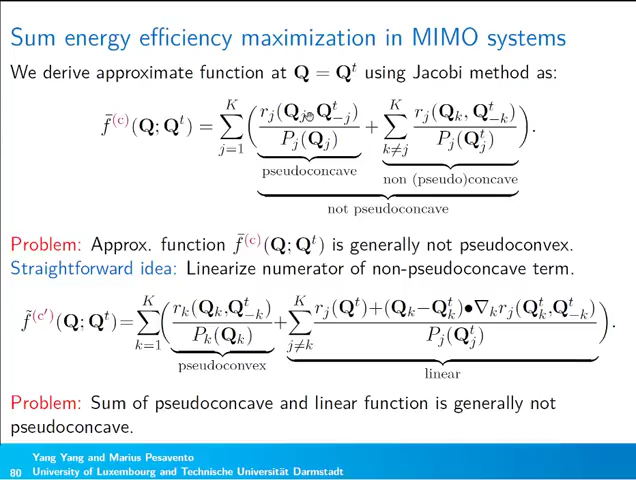 Sum energy efficiency maximization in MIMO systems
We derive approximate function at Q = Q^t using Jacobi method as:
f̄^(c)(Q; Q^t) = ∑_{j=1}^{K} ( r_j(Q_j, Q^t_{−j}) / P_j(Q_j) + ∑_{k≠j}^{K} r_j(Q_k, Q^t_{−k}) / P_j(Q^t_j) ).
pseudoconcave
non (pseudo)concave
not pseudoconcave
Problem: Approx. function f̄^(c)(Q; Q^t) is generally not pseudoconvex.
Straightforward idea: Linearize numerator of non-pseudoconcave term.
f̃^(c′)(Q; Q^t) = ∑_{k=1}^{K} ( r_k(Q_k, Q^t_{−k}) / P_k(Q_k) + ∑_{j≠k}^{K} r_j(Q^t)+(Q_k−Q^t_k)•∇_k r_j(Q^t_k, Q^t_{−k}) / P_j(Q^t_j) ).
pseudoconvex
linear
Problem: Sum of pseudoconcave and linear function is generally not
pseudoconcave.
Yang Yang and Marius Pesavento
80 University of Luxembourg and Technische Universität Darmstadt